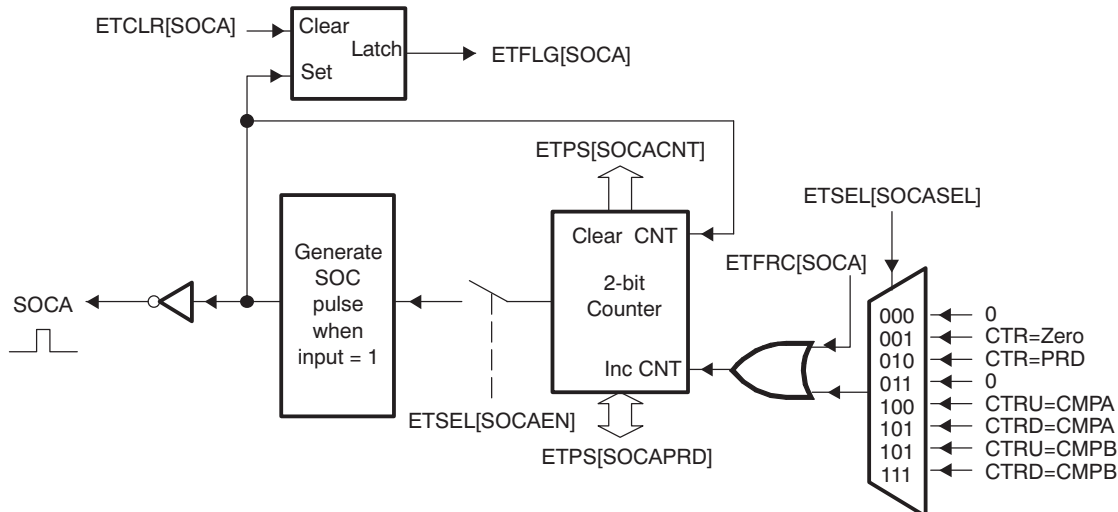 ETCLR[SOCA]
Clear
Latch
Set
ETFLG[SOCA]
ETPS[SOCACNT]
ETSEL[SOCASEL]
Clear CNT
2-bit
Counter
Inc CNT
ETFRC[SOCA]
Generate
SOC
pulse
when
input = 1
SOCA
ETSEL[SOCAEN]
ETPS[SOCAPRD]
000 0
001 CTR=Zero
010 CTR=PRD
011 0
100 CTRU=CMPA
101 CTRD=CMPA
101 CTRU=CMPB
111 CTRD=CMPB